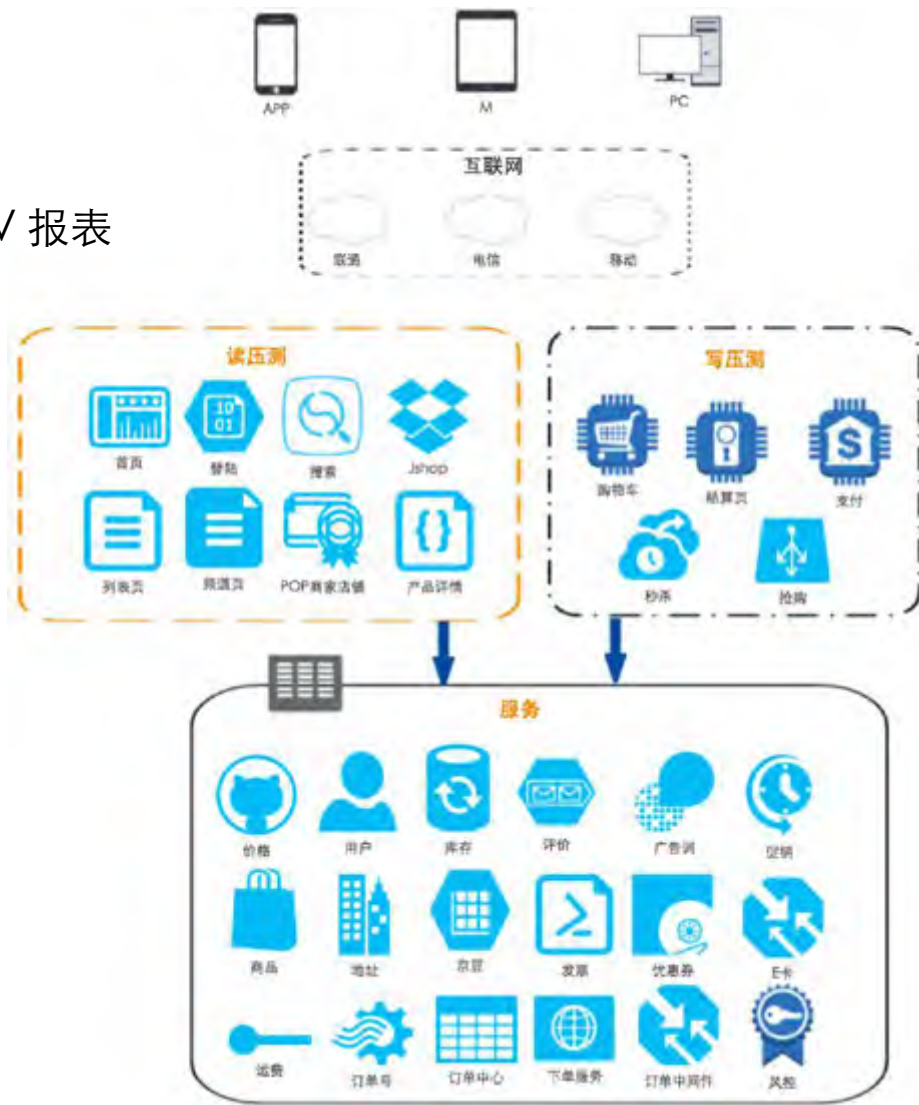 APP M PC
互联网
V 报表
联通 电信 移动
读压测 写压测
首页 登陆 搜索 Jshop
购物车 结算页 支付
列表页 频道页 POP商家店铺 产品详情
秒杀 抢购
服务
价格 用户 库存 评价 广告词 促销
商品 地址 京豆 发票 优惠券 E卡
运费 订单号 订单中心 下单服务 订单中间件 风控